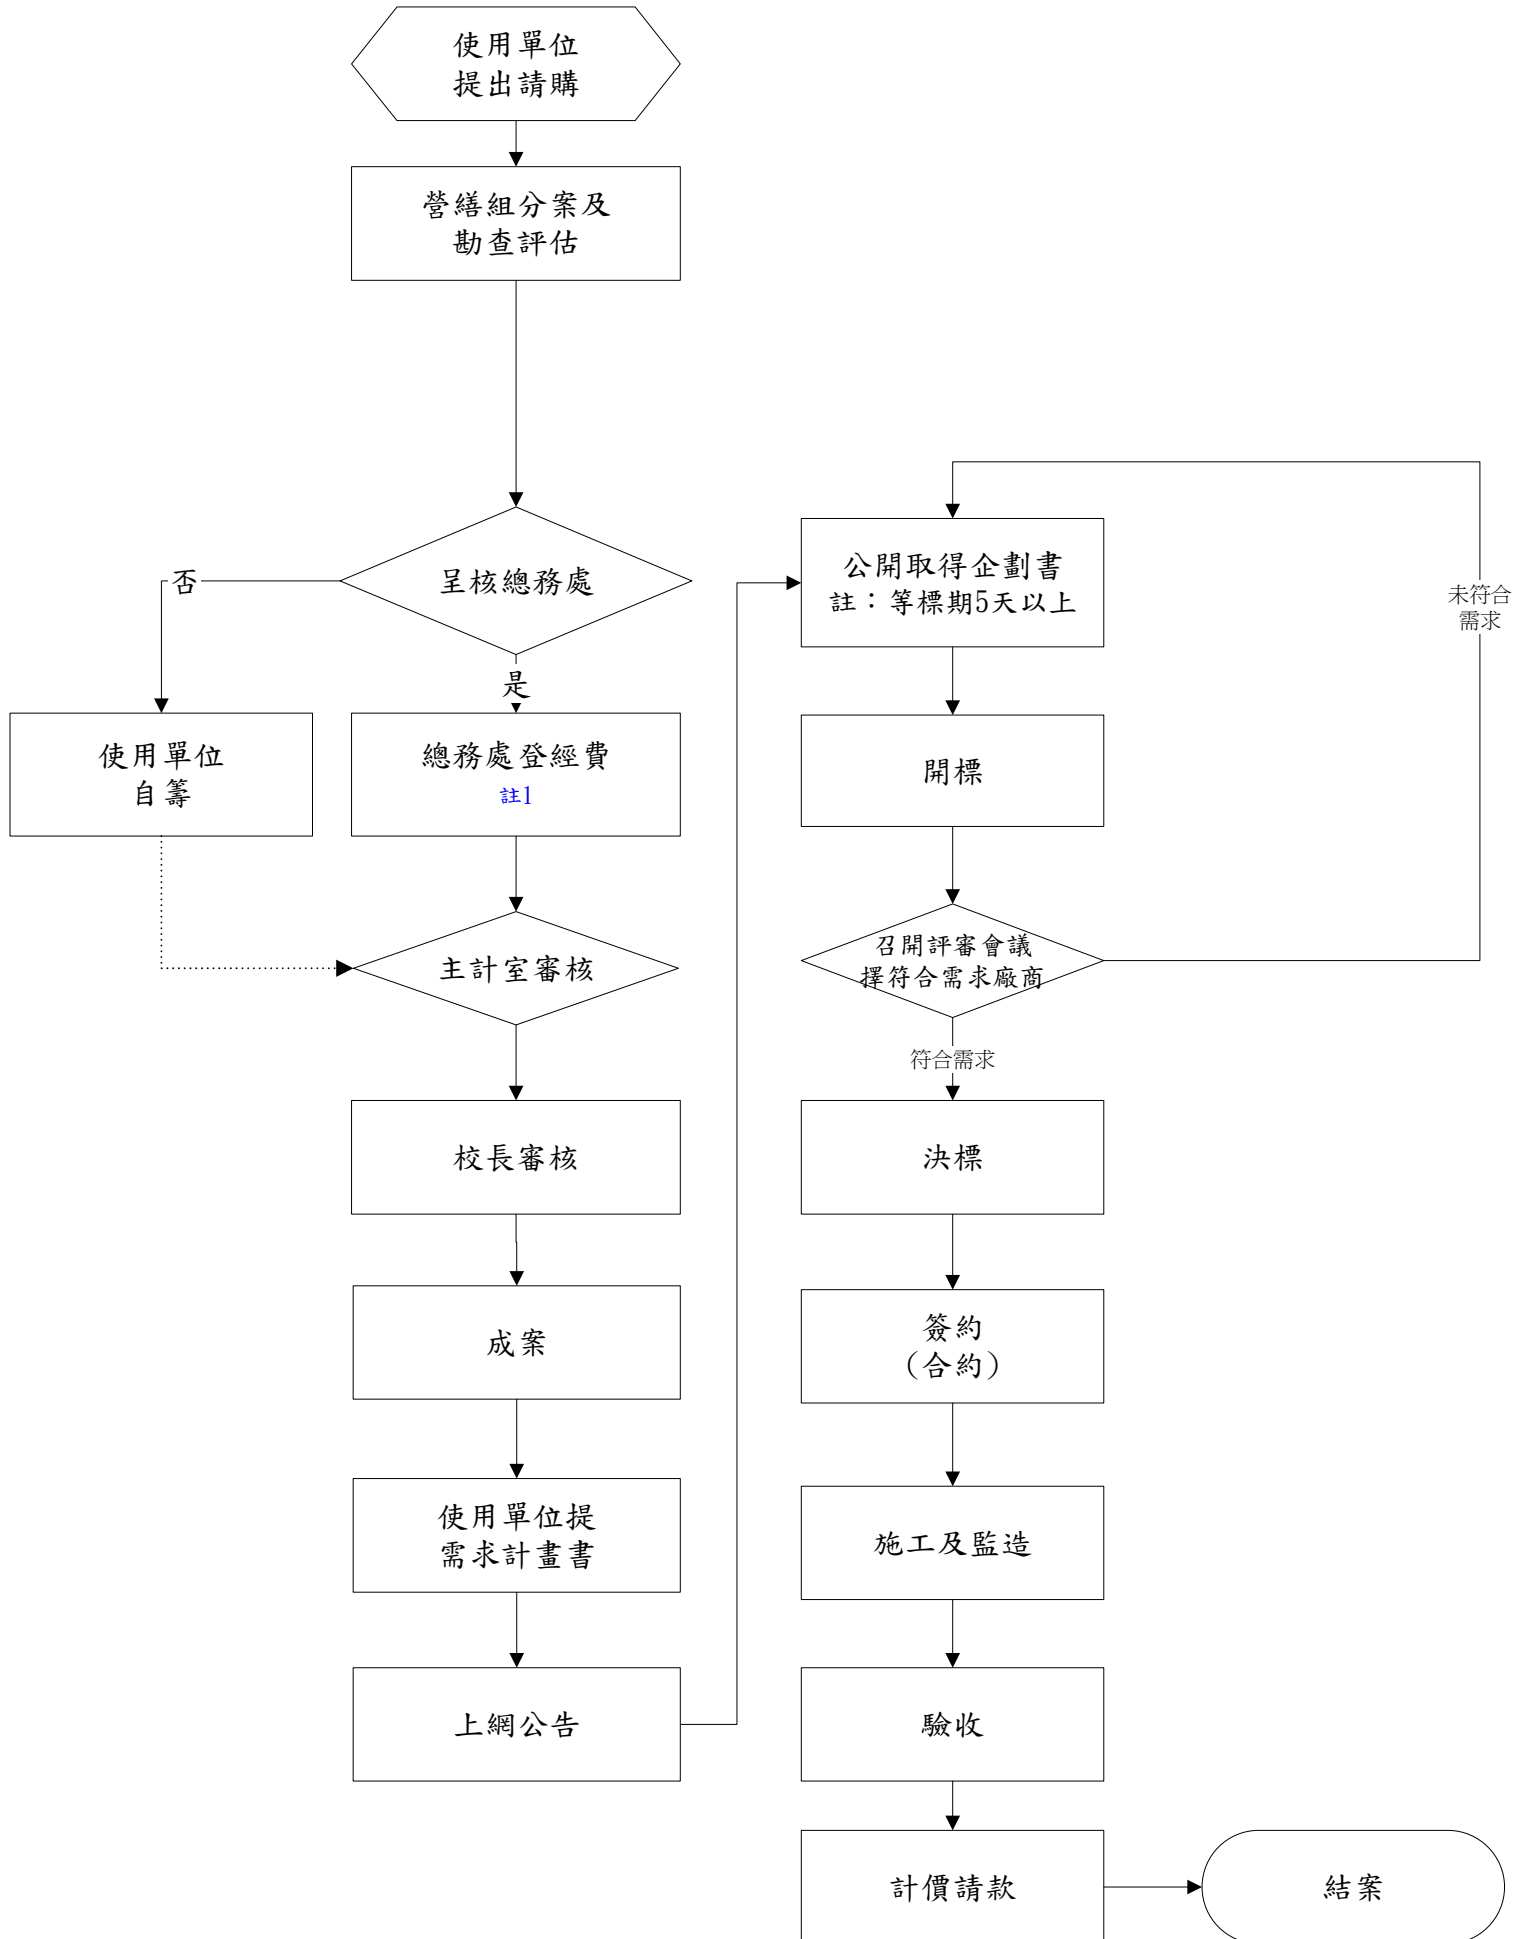 使用單位
提出請購
營繕組分案及
勘查評估
呈核總務處
否
是
使用單位
自籌
總務處登經費
註1
主計室審核
校長審核
成案
使用單位提
需求計畫書
上網公告
公開取得企劃書
註：等標期5天以上
未符合
需求
開標
召開評審會議
擇符合需求廠商
符合需求
決標
簽約
(合約)
施工及監造
驗收
計價請款
結案